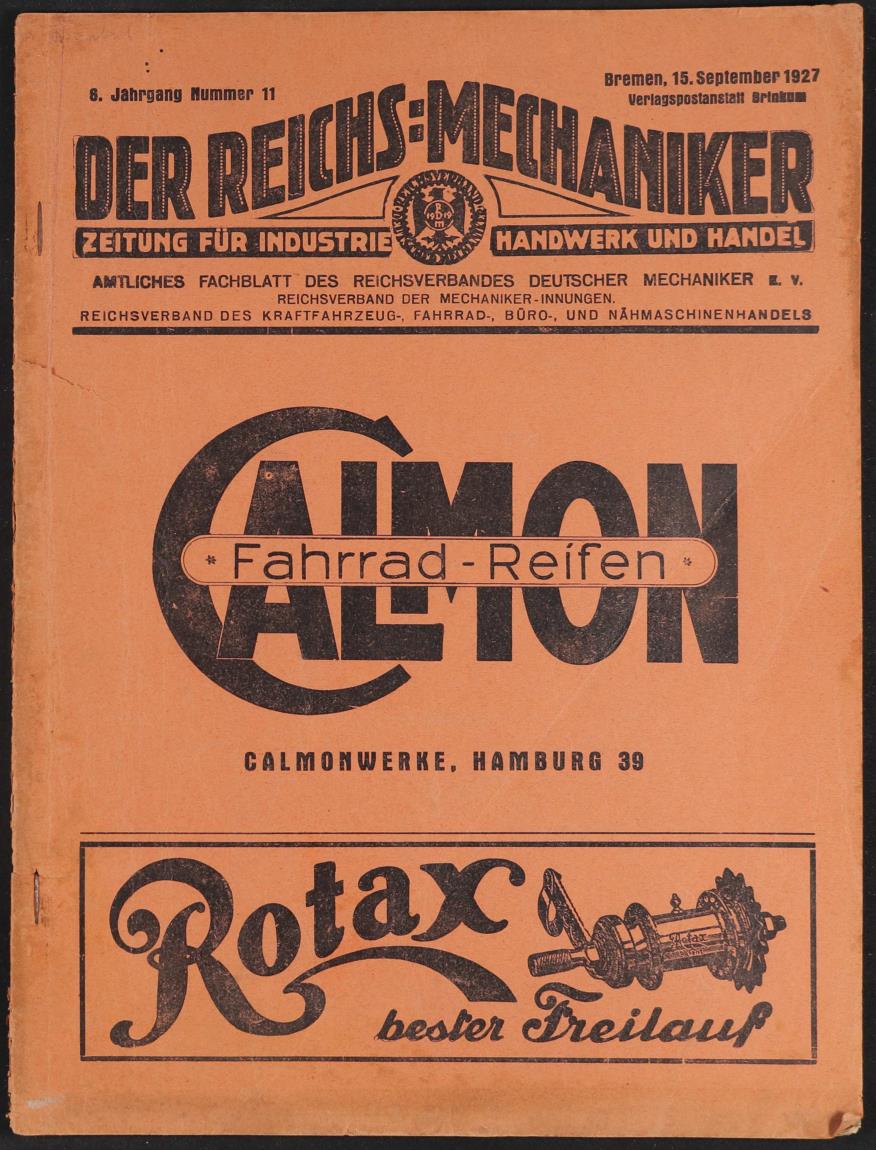 6. Jahrgang Nummer 11
Bremen, 15. September 1927
Verlagspostanstalt Brinkum
DER REICHS=MECHANIKER
ZEITUNG FÜR INDUSTRIE HANDWERK UND HANDEL
AMTLICHES FACHBLATT DES REICHSVERBANDES DEUTSCHER MECHANIKER E. V.
REICHSVERBAND DER MECHANIKER-INNUNGEN.
REICHSVERBAND DES KRAFTFAHRZEUG-, FAHRRAD-, BÜRO-, UND NÄHMASCHINENHANDELS
CALMON
* Fahrrad-Reifen *
CALMONWERKE, HAMBURG 39
Rotax
Rotax
bester Freilauf